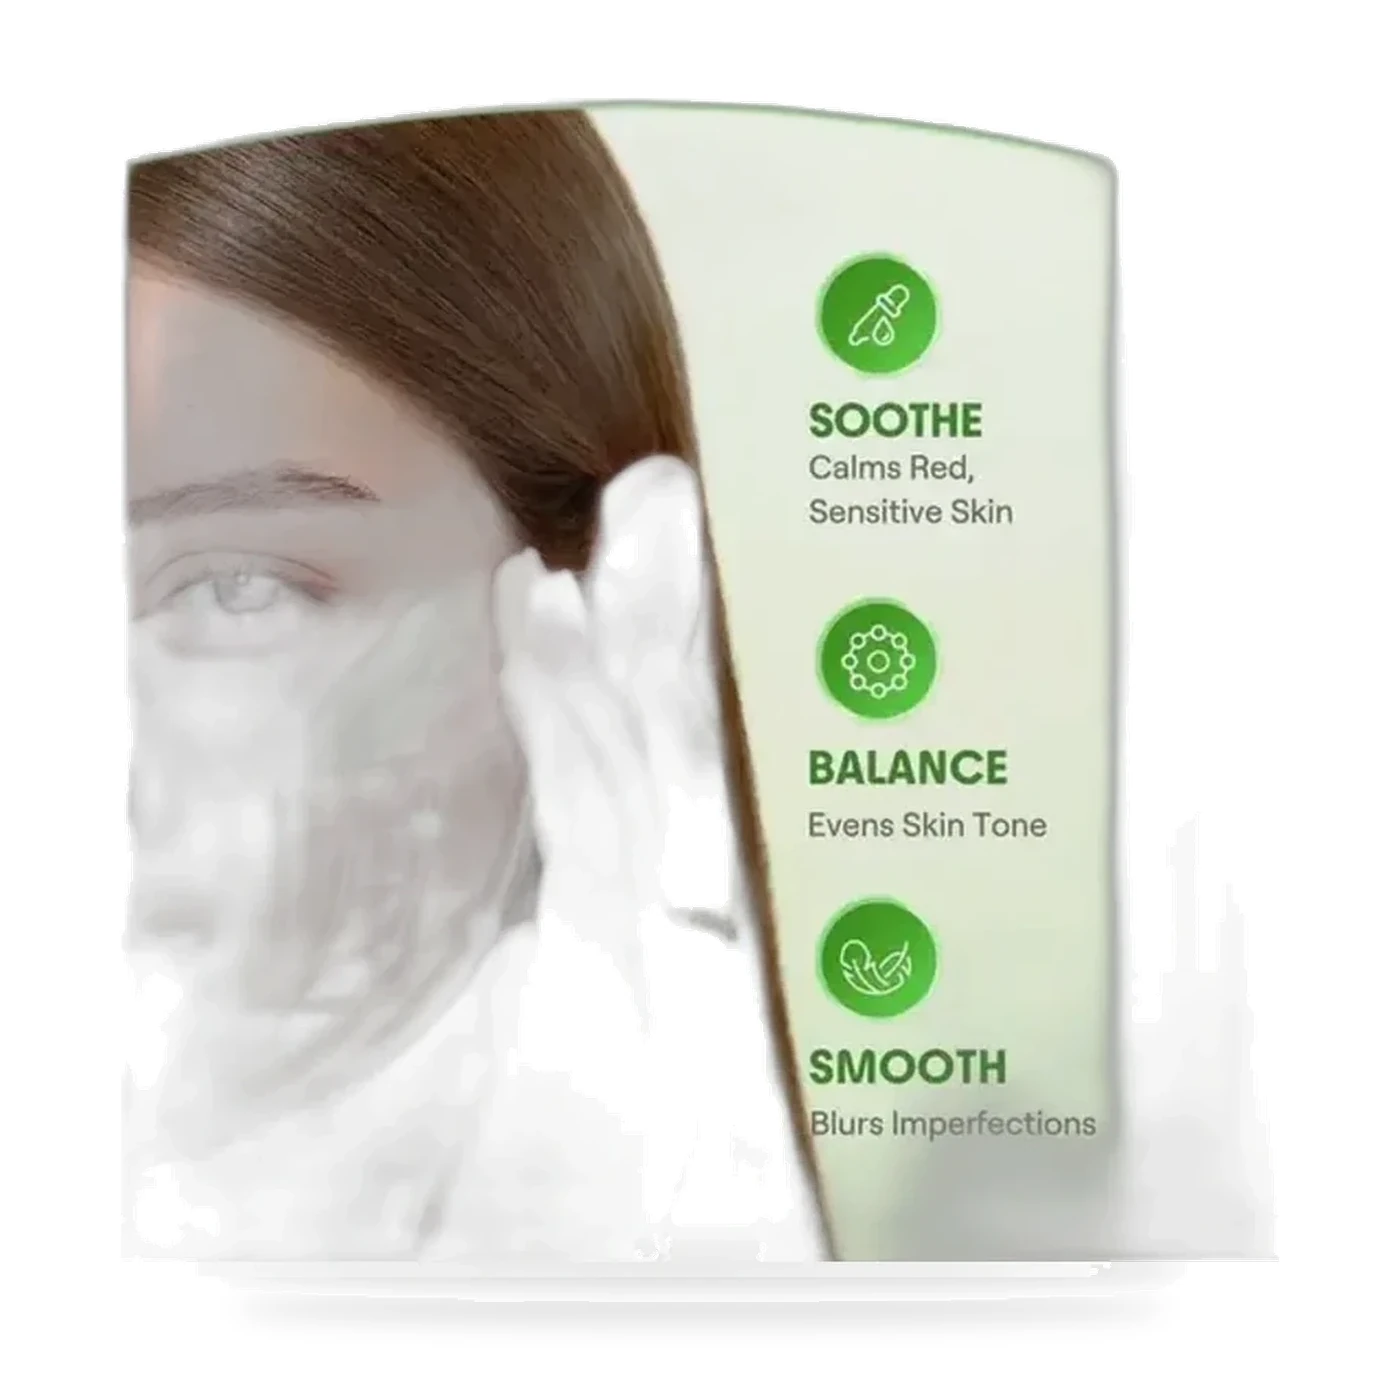 SOOTHE
Calms Red,
Sensitive Skin
BALANCE
Evens Skin Tone
SMOOTH
Blurs Imperfections